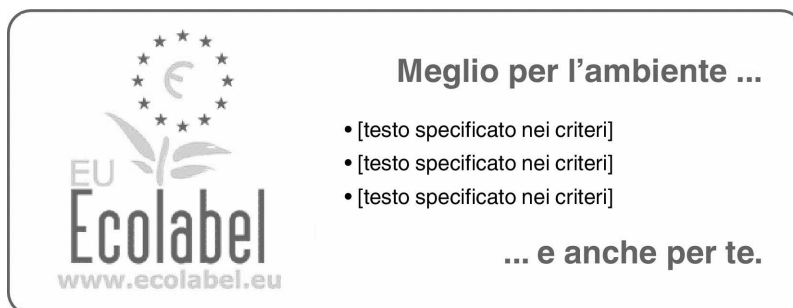 Meglio per l'ambiente ...
• [testo specificato nei criteri]
• [testo specificato nei criteri]
• [testo specificato nei criteri]
... e anche per te.
EU
Ecolabel
www.ecolabel.eu